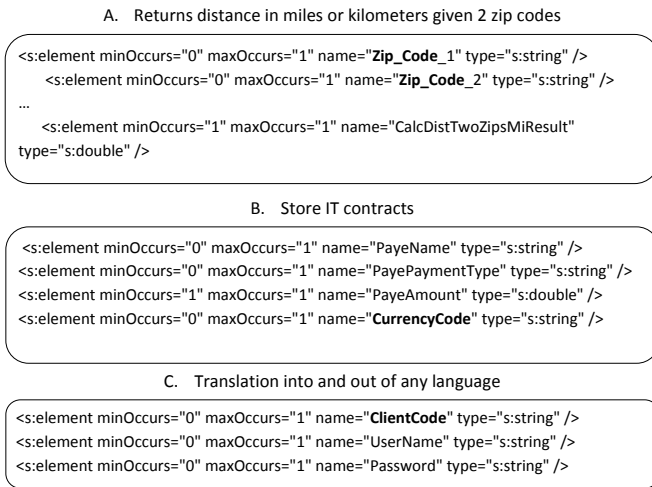 A. Returns distance in miles or kilometers given 2 zip codes
<s:element minOccurs="0" maxOccurs="1" name="Zip_Code_1" type="s:string" />
<s:element minOccurs="0" maxOccurs="1" name="Zip_Code_2" type="s:string" />
…
<s:element minOccurs="1" maxOccurs="1" name="CalcDistTwoZipsMiResult"
type="s:double" />
B. Store IT contracts
<s:element minOccurs="0" maxOccurs="1" name="PayeName" type="s:string" />
<s:element minOccurs="0" maxOccurs="1" name="PayePaymentType" type="s:string" />
<s:element minOccurs="1" maxOccurs="1" name="PayeAmount" type="s:double" />
<s:element minOccurs="0" maxOccurs="1" name="CurrencyCode" type="s:string" />
C. Translation into and out of any language
<s:element minOccurs="0" maxOccurs="1" name="ClientCode" type="s:string" />
<s:element minOccurs="0" maxOccurs="1" name="UserName" type="s:string" />
<s:element minOccurs="0" maxOccurs="1" name="Password" type="s:string" />